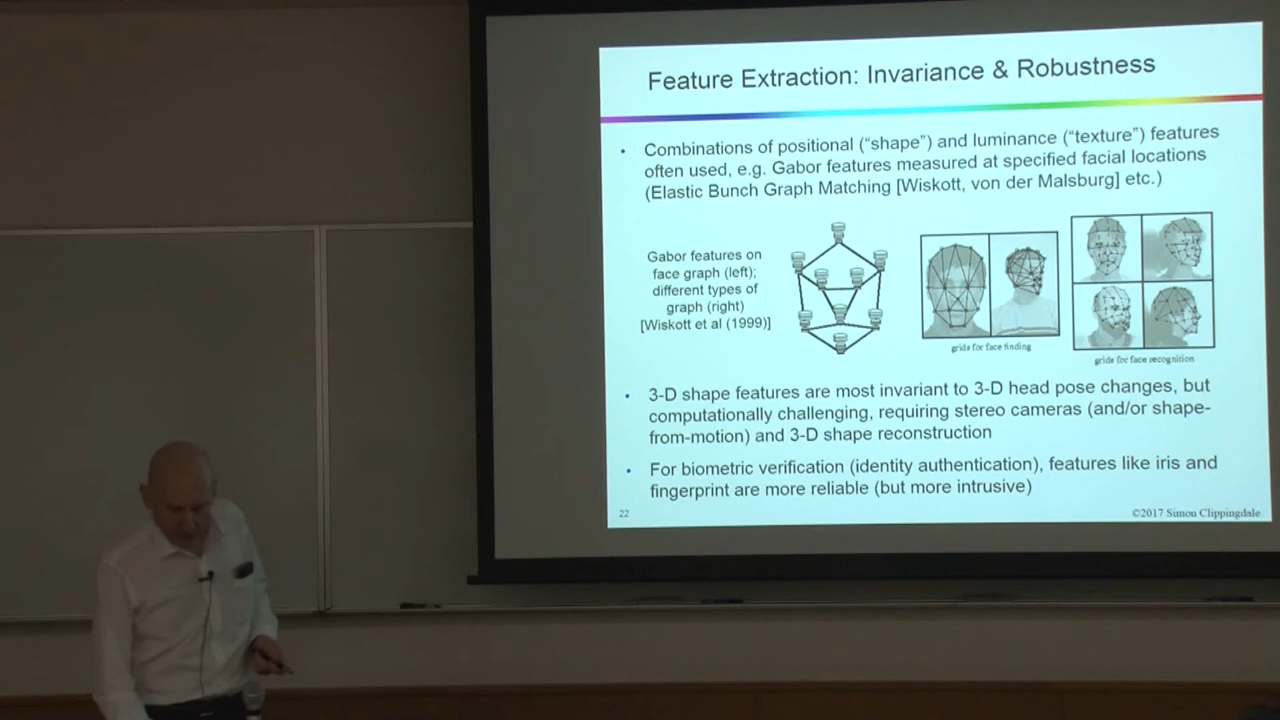 Feature Extraction: Invariance & Robustness
• Combinations of positional (“shape”) and luminance (“texture”) features
often used, e.g. Gabor features measured at specified facial locations
(Elastic Bunch Graph Matching [Wiskott, von der Malsburg] etc.)
Gabor features on
face graph (left);
different types of
graph (right)
[Wiskott et al (1999)]
grids for face finding
grids for face recognition
• 3-D shape features are most invariant to 3-D head pose changes, but
computationally challenging, requiring stereo cameras (and/or shape-
from-motion) and 3-D shape reconstruction
• For biometric verification (identity authentication), features like iris and
fingerprint are more reliable (but more intrusive)
22
©2017 Simon Clippingdale